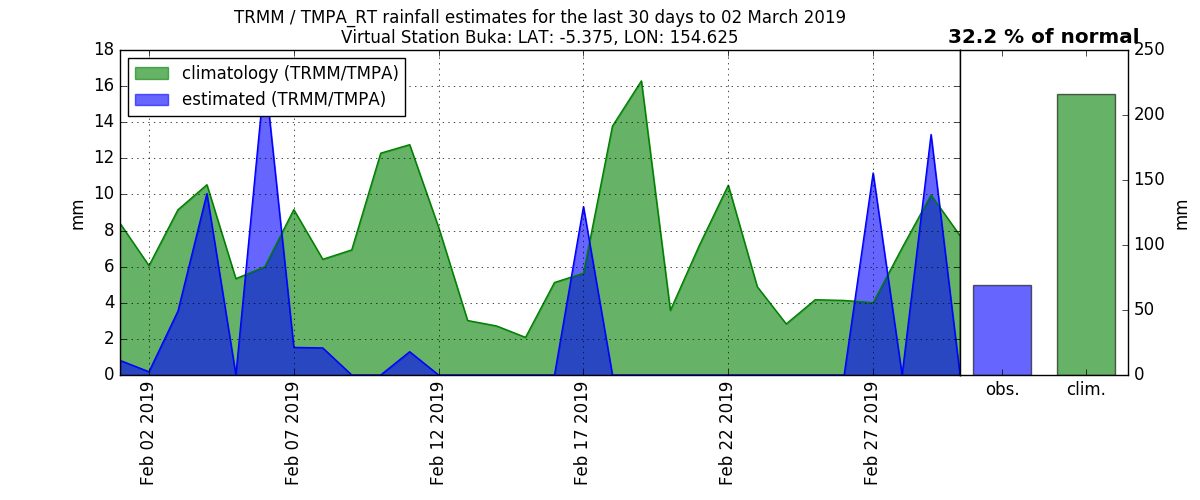 TRMM / TMPA_RT rainfall estimates for the last 30 days to 02 March 2019
Virtual Station Buka: LAT: -5.375, LON: 154.625
32.2 % of normal
climatology (TRMM/TMPA)
estimated (TRMM/TMPA)
18
16
14
12
10
8
6
4
2
0
mm
Feb 02 2019
Feb 07 2019
Feb 12 2019
Feb 17 2019
Feb 22 2019
Feb 27 2019
obs.
clim.
250
200
150
100
50
0
mm